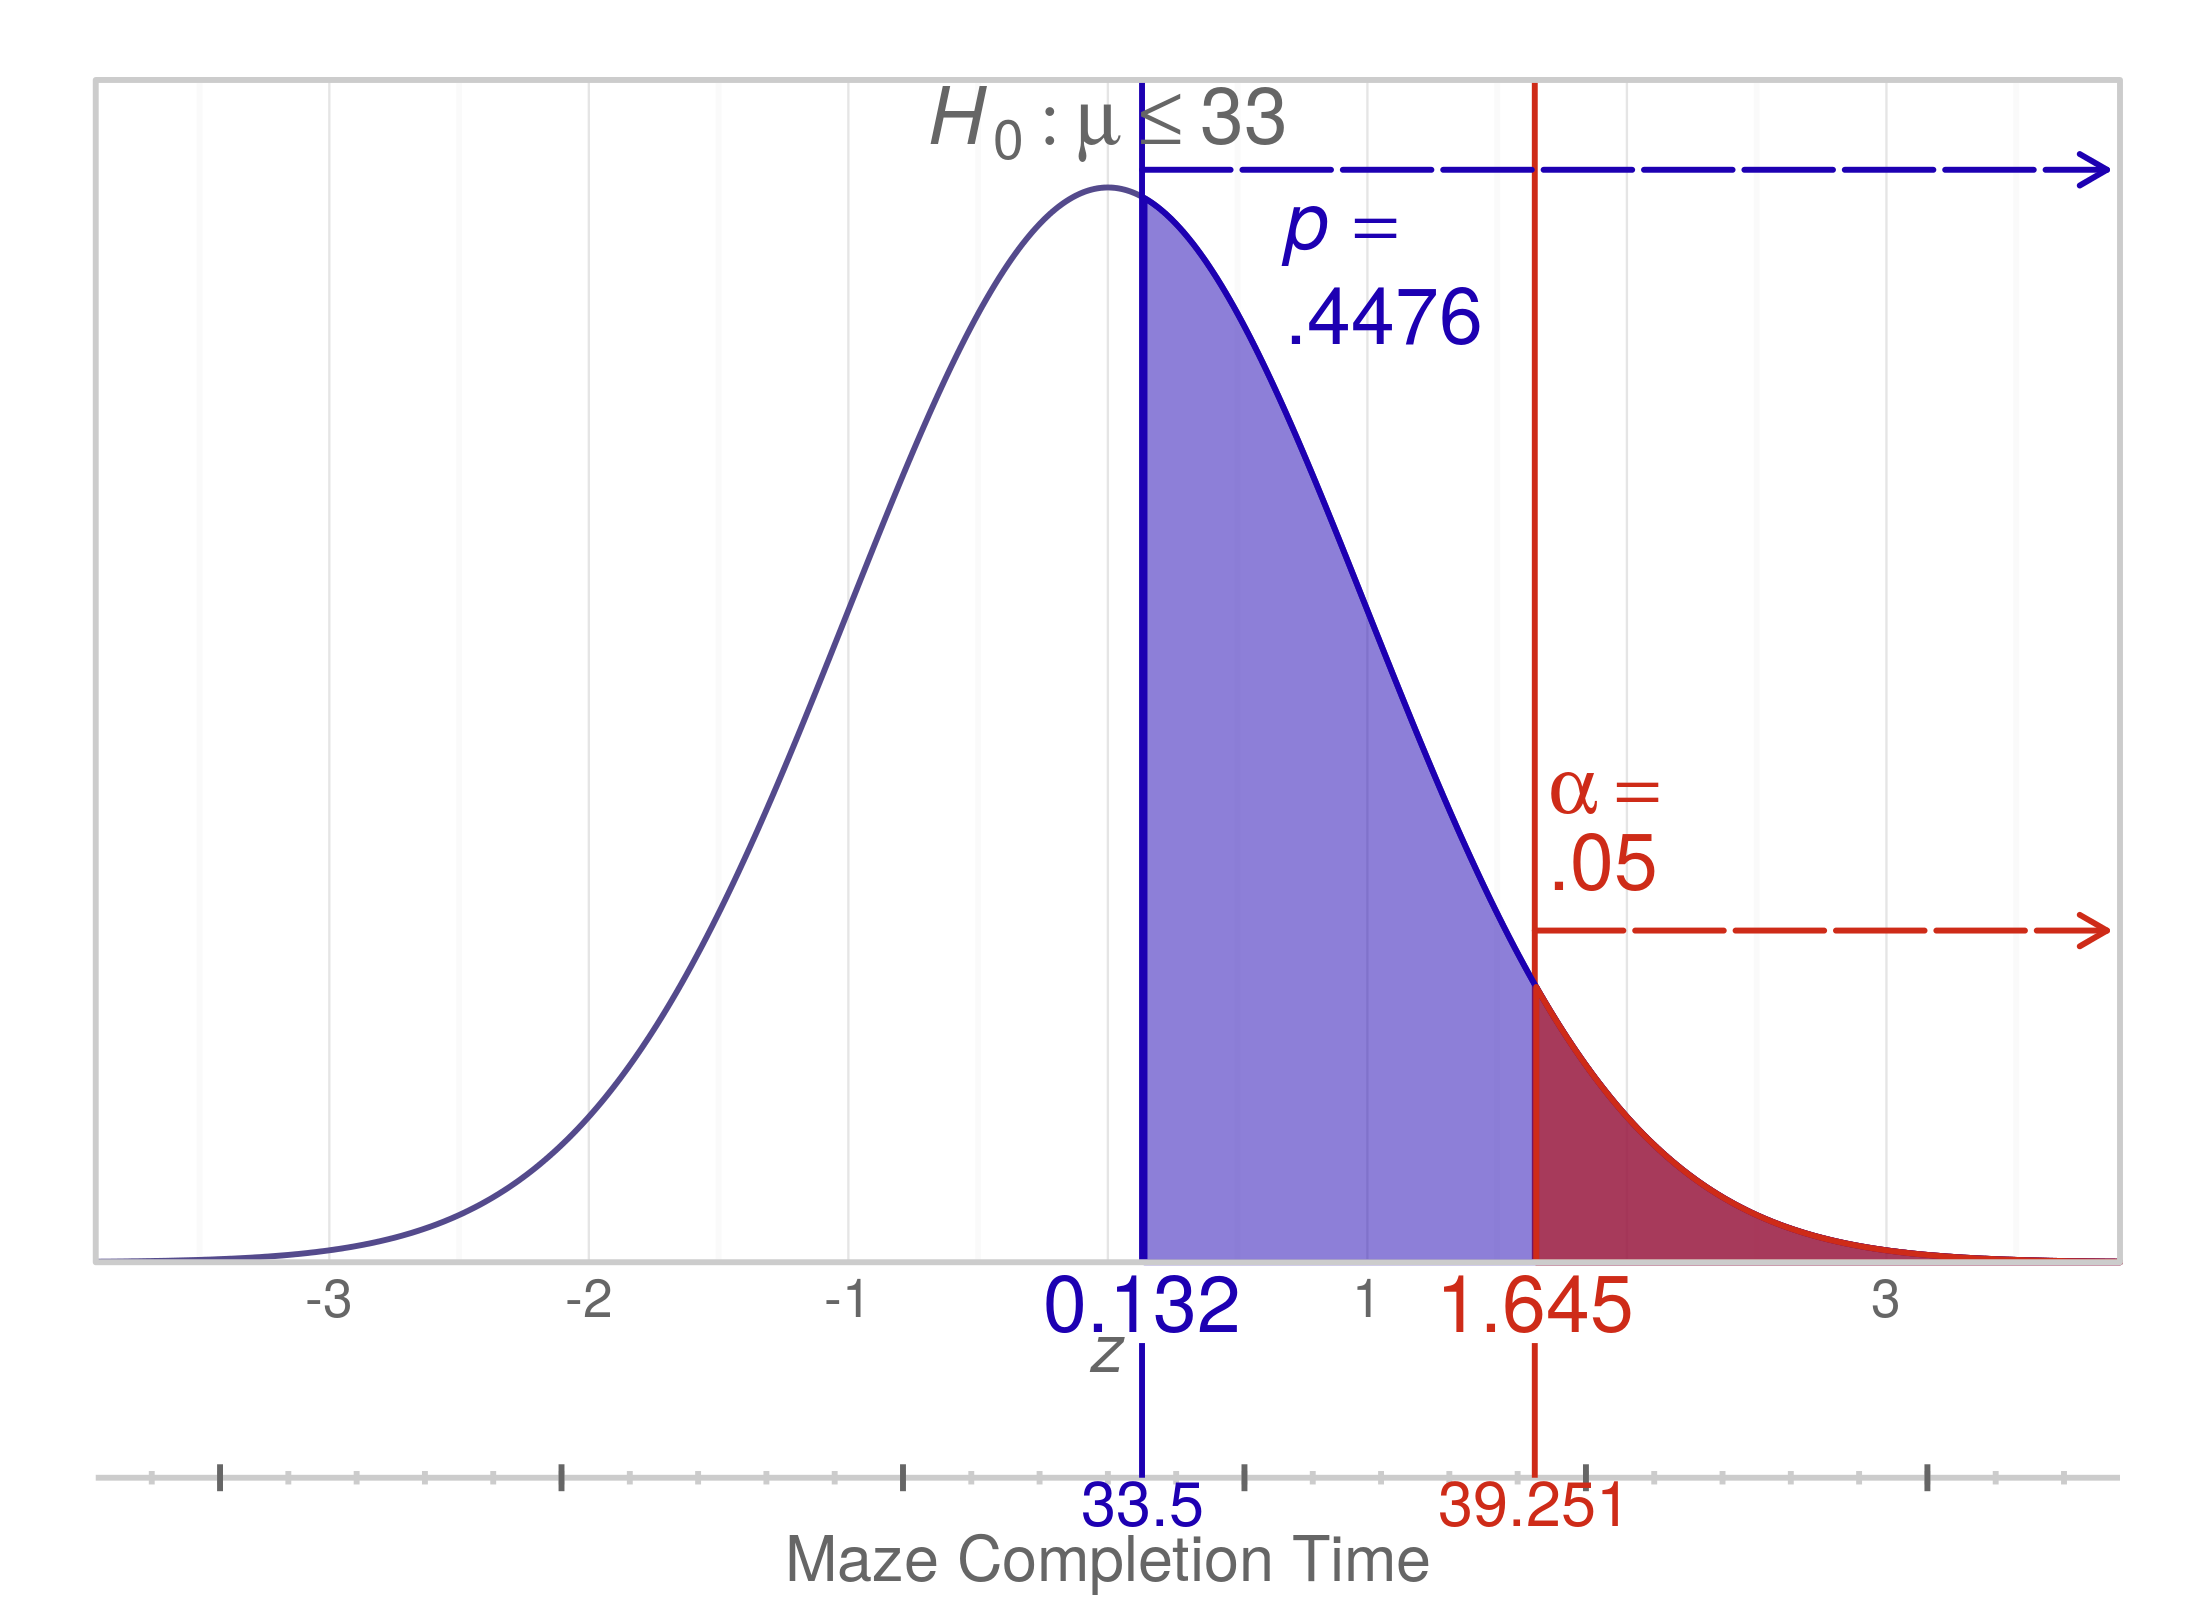 H₀ : μ ≤ 33
p =
.4476
α =
.05
-3 -2 -1 0.132 1 1.645 3
z
33.5 39.251
Maze Completion Time